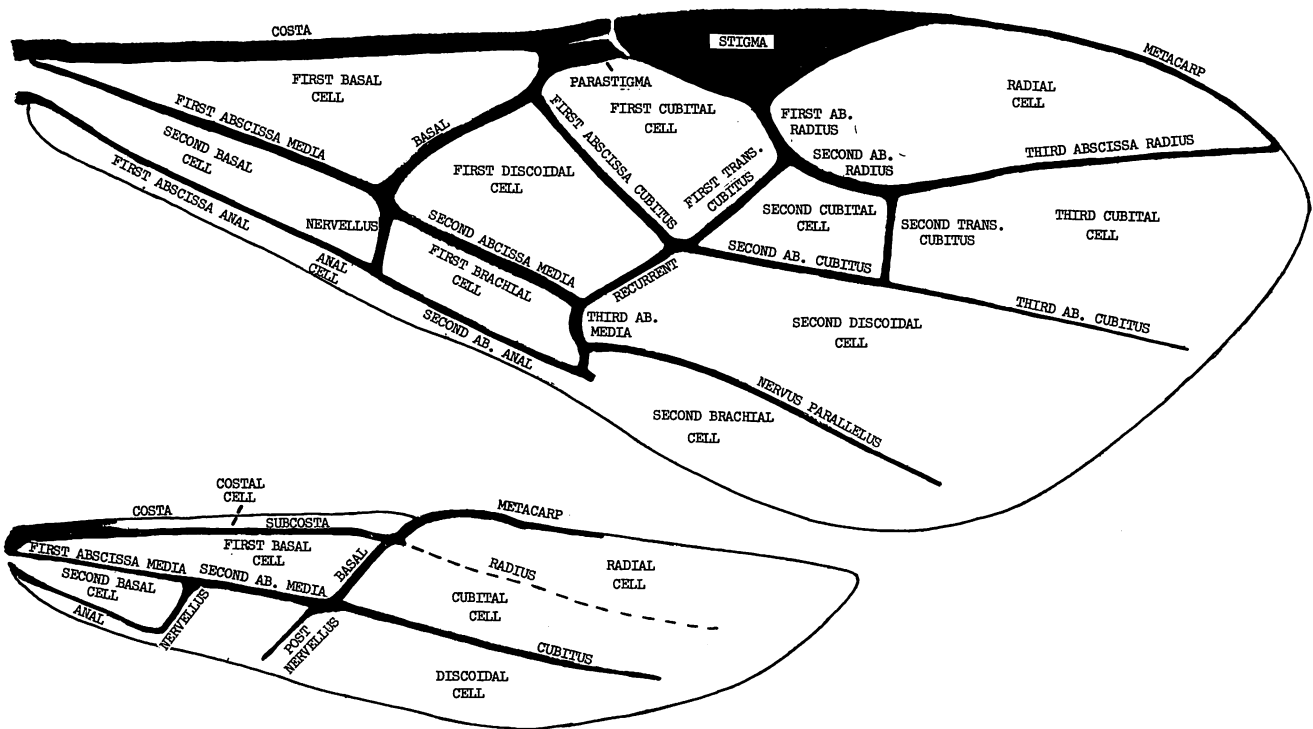 COSTA
STIGMA
METACARP
PARASTIGMA
FIRST BASAL
CELL
FIRST CUBITAL
CELL
RADIAL
CELL
FIRST AB.
RADIUS
SECOND AB.
RADIUS
THIRD ABSCISSA RADIUS
FIRST ABSCISSA MEDIA
BASAL
FIRST ABSCISSA CUBITUS
FIRST TRANS.
CUBITUS
SECOND BASAL
CELL
FIRST DISCOIDAL
CELL
SECOND CUBITAL
CELL
SECOND TRANS.
CUBITUS
THIRD CUBITAL
CELL
FIRST ABSCISSA ANAL
NERVELLUS
SECOND ABCISSA MEDIA
SECOND AB. CUBITUS
ANAL
CELL
FIRST BRACHIAL
CELL
RECURRENT
THIRD AB. CUBITUS
SECOND AB. ANAL
THIRD AB.
MEDIA
SECOND DISCOIDAL
CELL
NERVUS PARALLELUS
SECOND BRACHIAL
CELL
COSTAL
CELL
COSTA
SUBCOSTA
METACARP
FIRST ABSCISSA MEDIA
FIRST BASAL
CELL
BASAL
RADIUS
RADIAL
CELL
SECOND BASAL
CELL
SECOND AB. MEDIA
CUBITAL
CELL
ANAL
NERVELLUS
POST
NERVELLUS
CUBITUS
DISCOIDAL
CELL